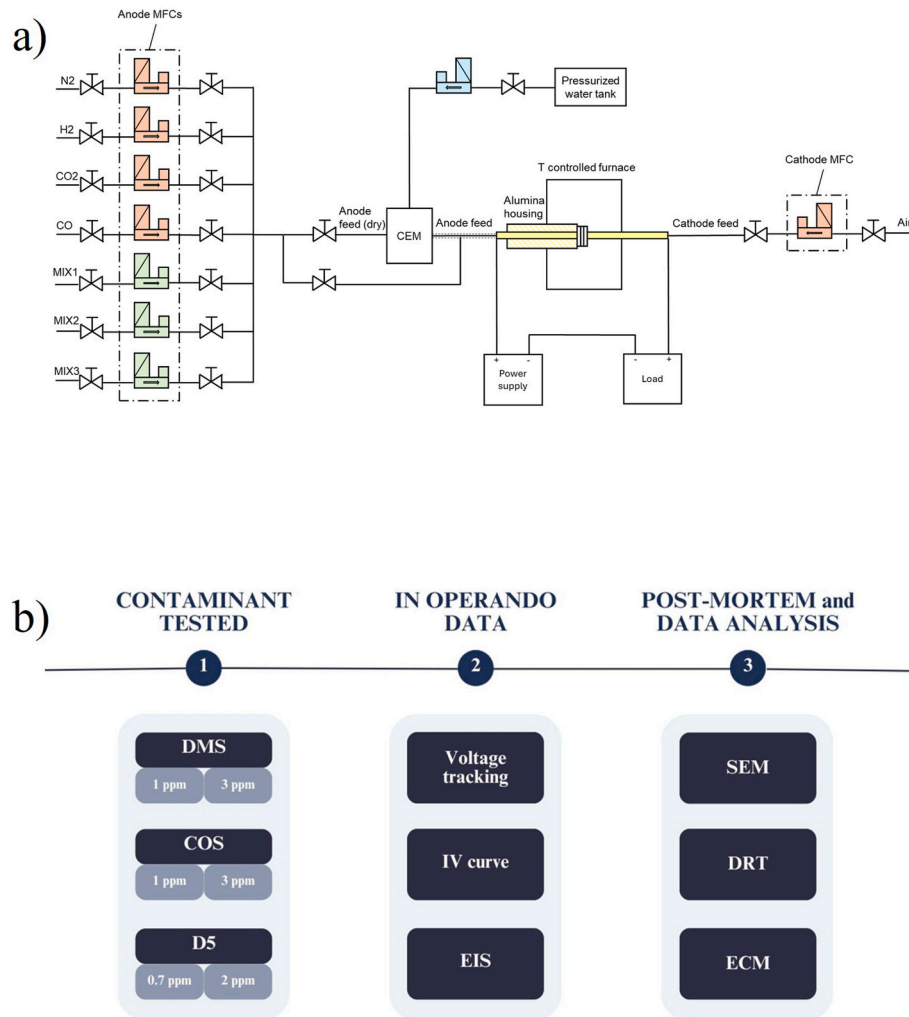 a)
Anode MFCs
N2
H2
CO2
CO
MIX1
MIX2
MIX3
Pressurized
water tank
T controlled furnace
Cathode MFC
Alumina
housing
Anode
feed (dry)
CEM
Anode feed
Cathode feed
Air
+ -
Power
supply
- +
Load
b)
CONTAMINANT
TESTED
IN OPERANDO
DATA
POST-MORTEM and
DATA ANALYSIS
1
2
3
DMS
1 ppm 3 ppm
COS
1 ppm 3 ppm
D5
0.7 ppm 2 ppm
Voltage
tracking
IV curve
EIS
SEM
DRT
ECM